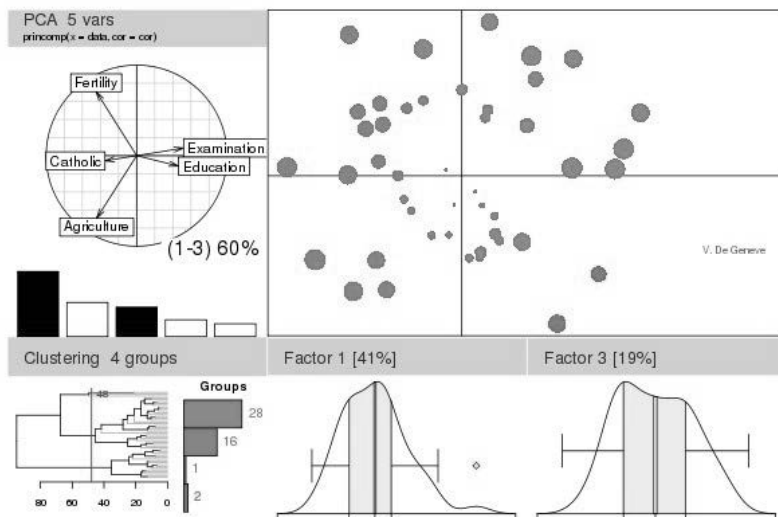 PCA 5 vars
princomp(x = data, cor = cor)
Fertility
Examination
Catholic
Education
Agriculture
(1-3) 60%
V. De Geneve
Clustering 4 groups
Factor 1 [41%]
Factor 3 [19%]
Groups
48
28
16
1
2
80 60 40 20 0